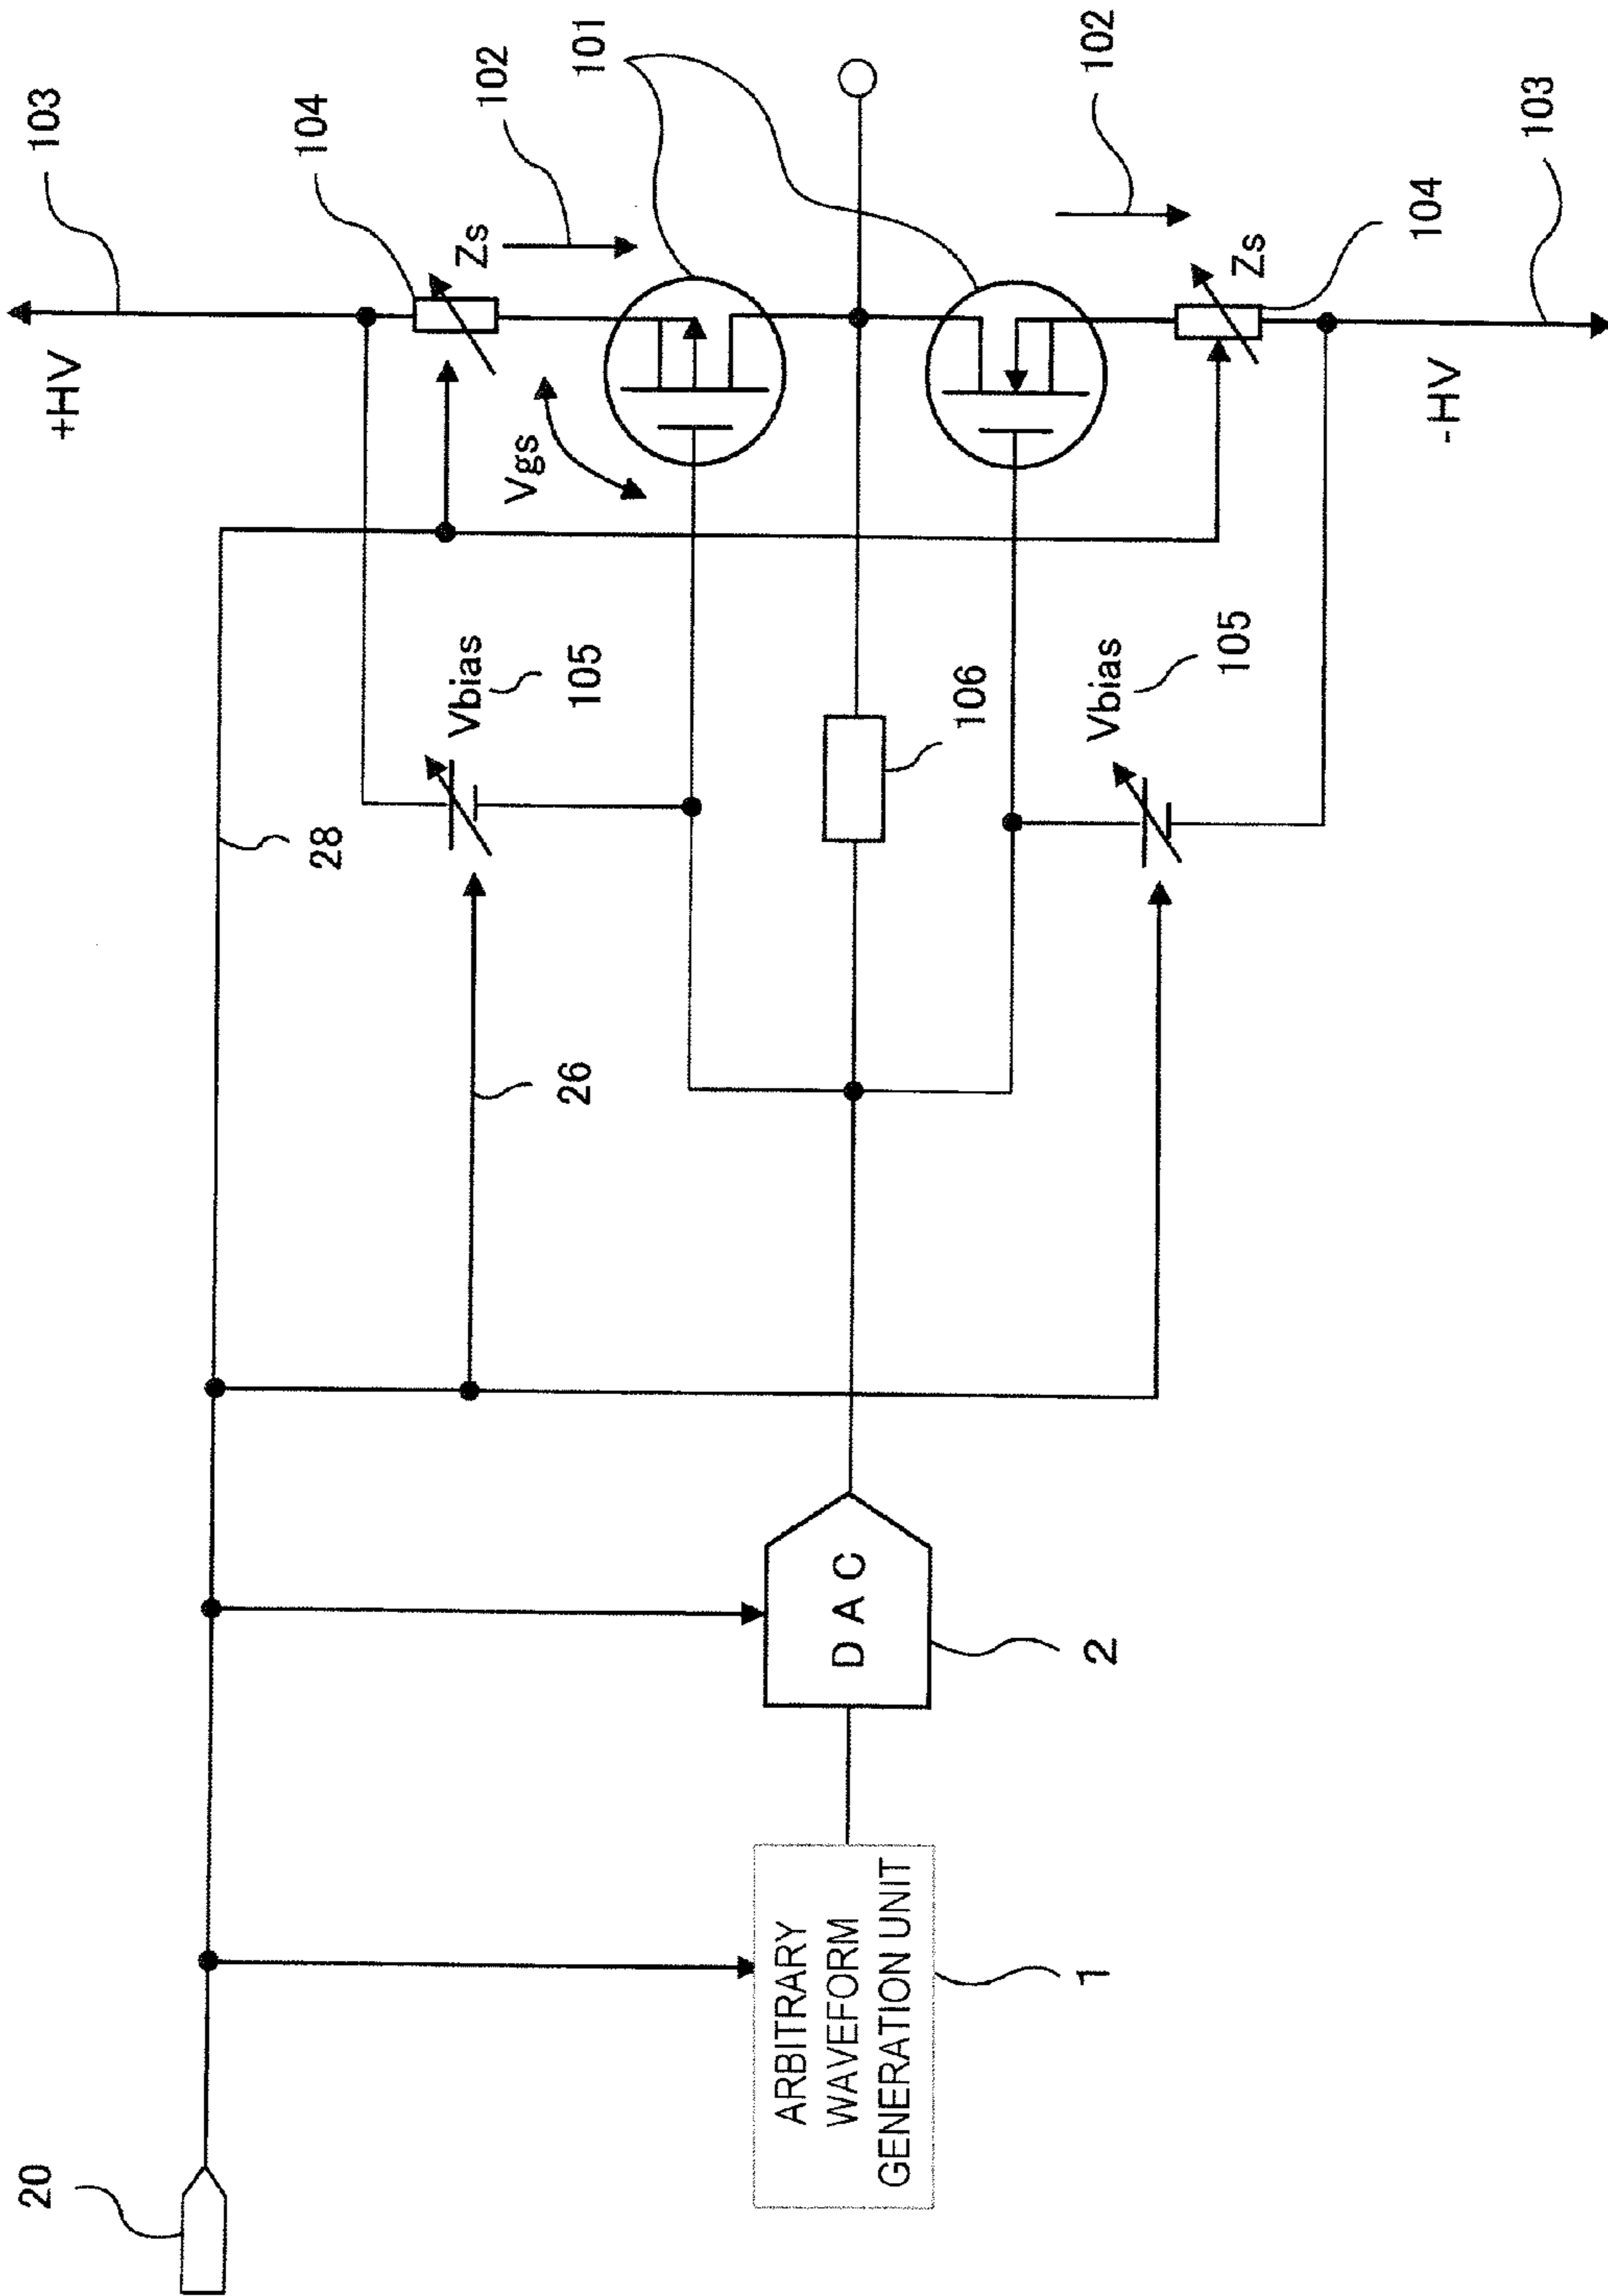 20
ARBITRARY
WAVEFORM
GENERATION UNIT
1
D A C
2
26
28
Vbias
105
106
Vbias
105
Vgs
+HV
103
104
Zs
102
101
102
Zs
104
-HV
103